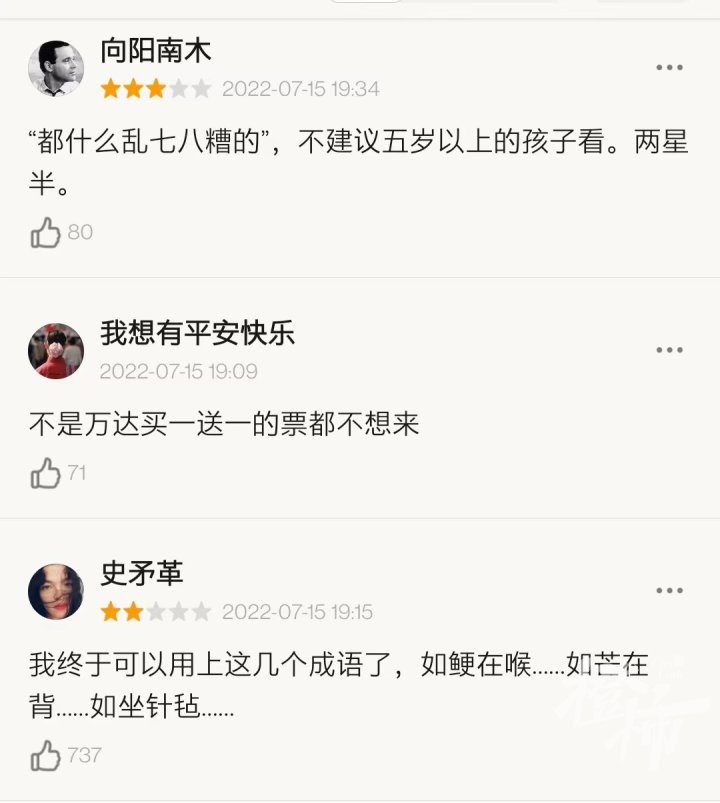 向阳南木
2022-07-15 19:34
“都什么乱七八糟的”，不建议五岁以上的孩子看。两星
半。
80
我想有平安快乐
2022-07-15 19:09
不是万达买一送一的票都不想来
71
史矛革
2022-07-15 19:15
我终于可以用上这几个成语了，如鲠在喉......如芒在
背......如坐针毡......
737
橙柿